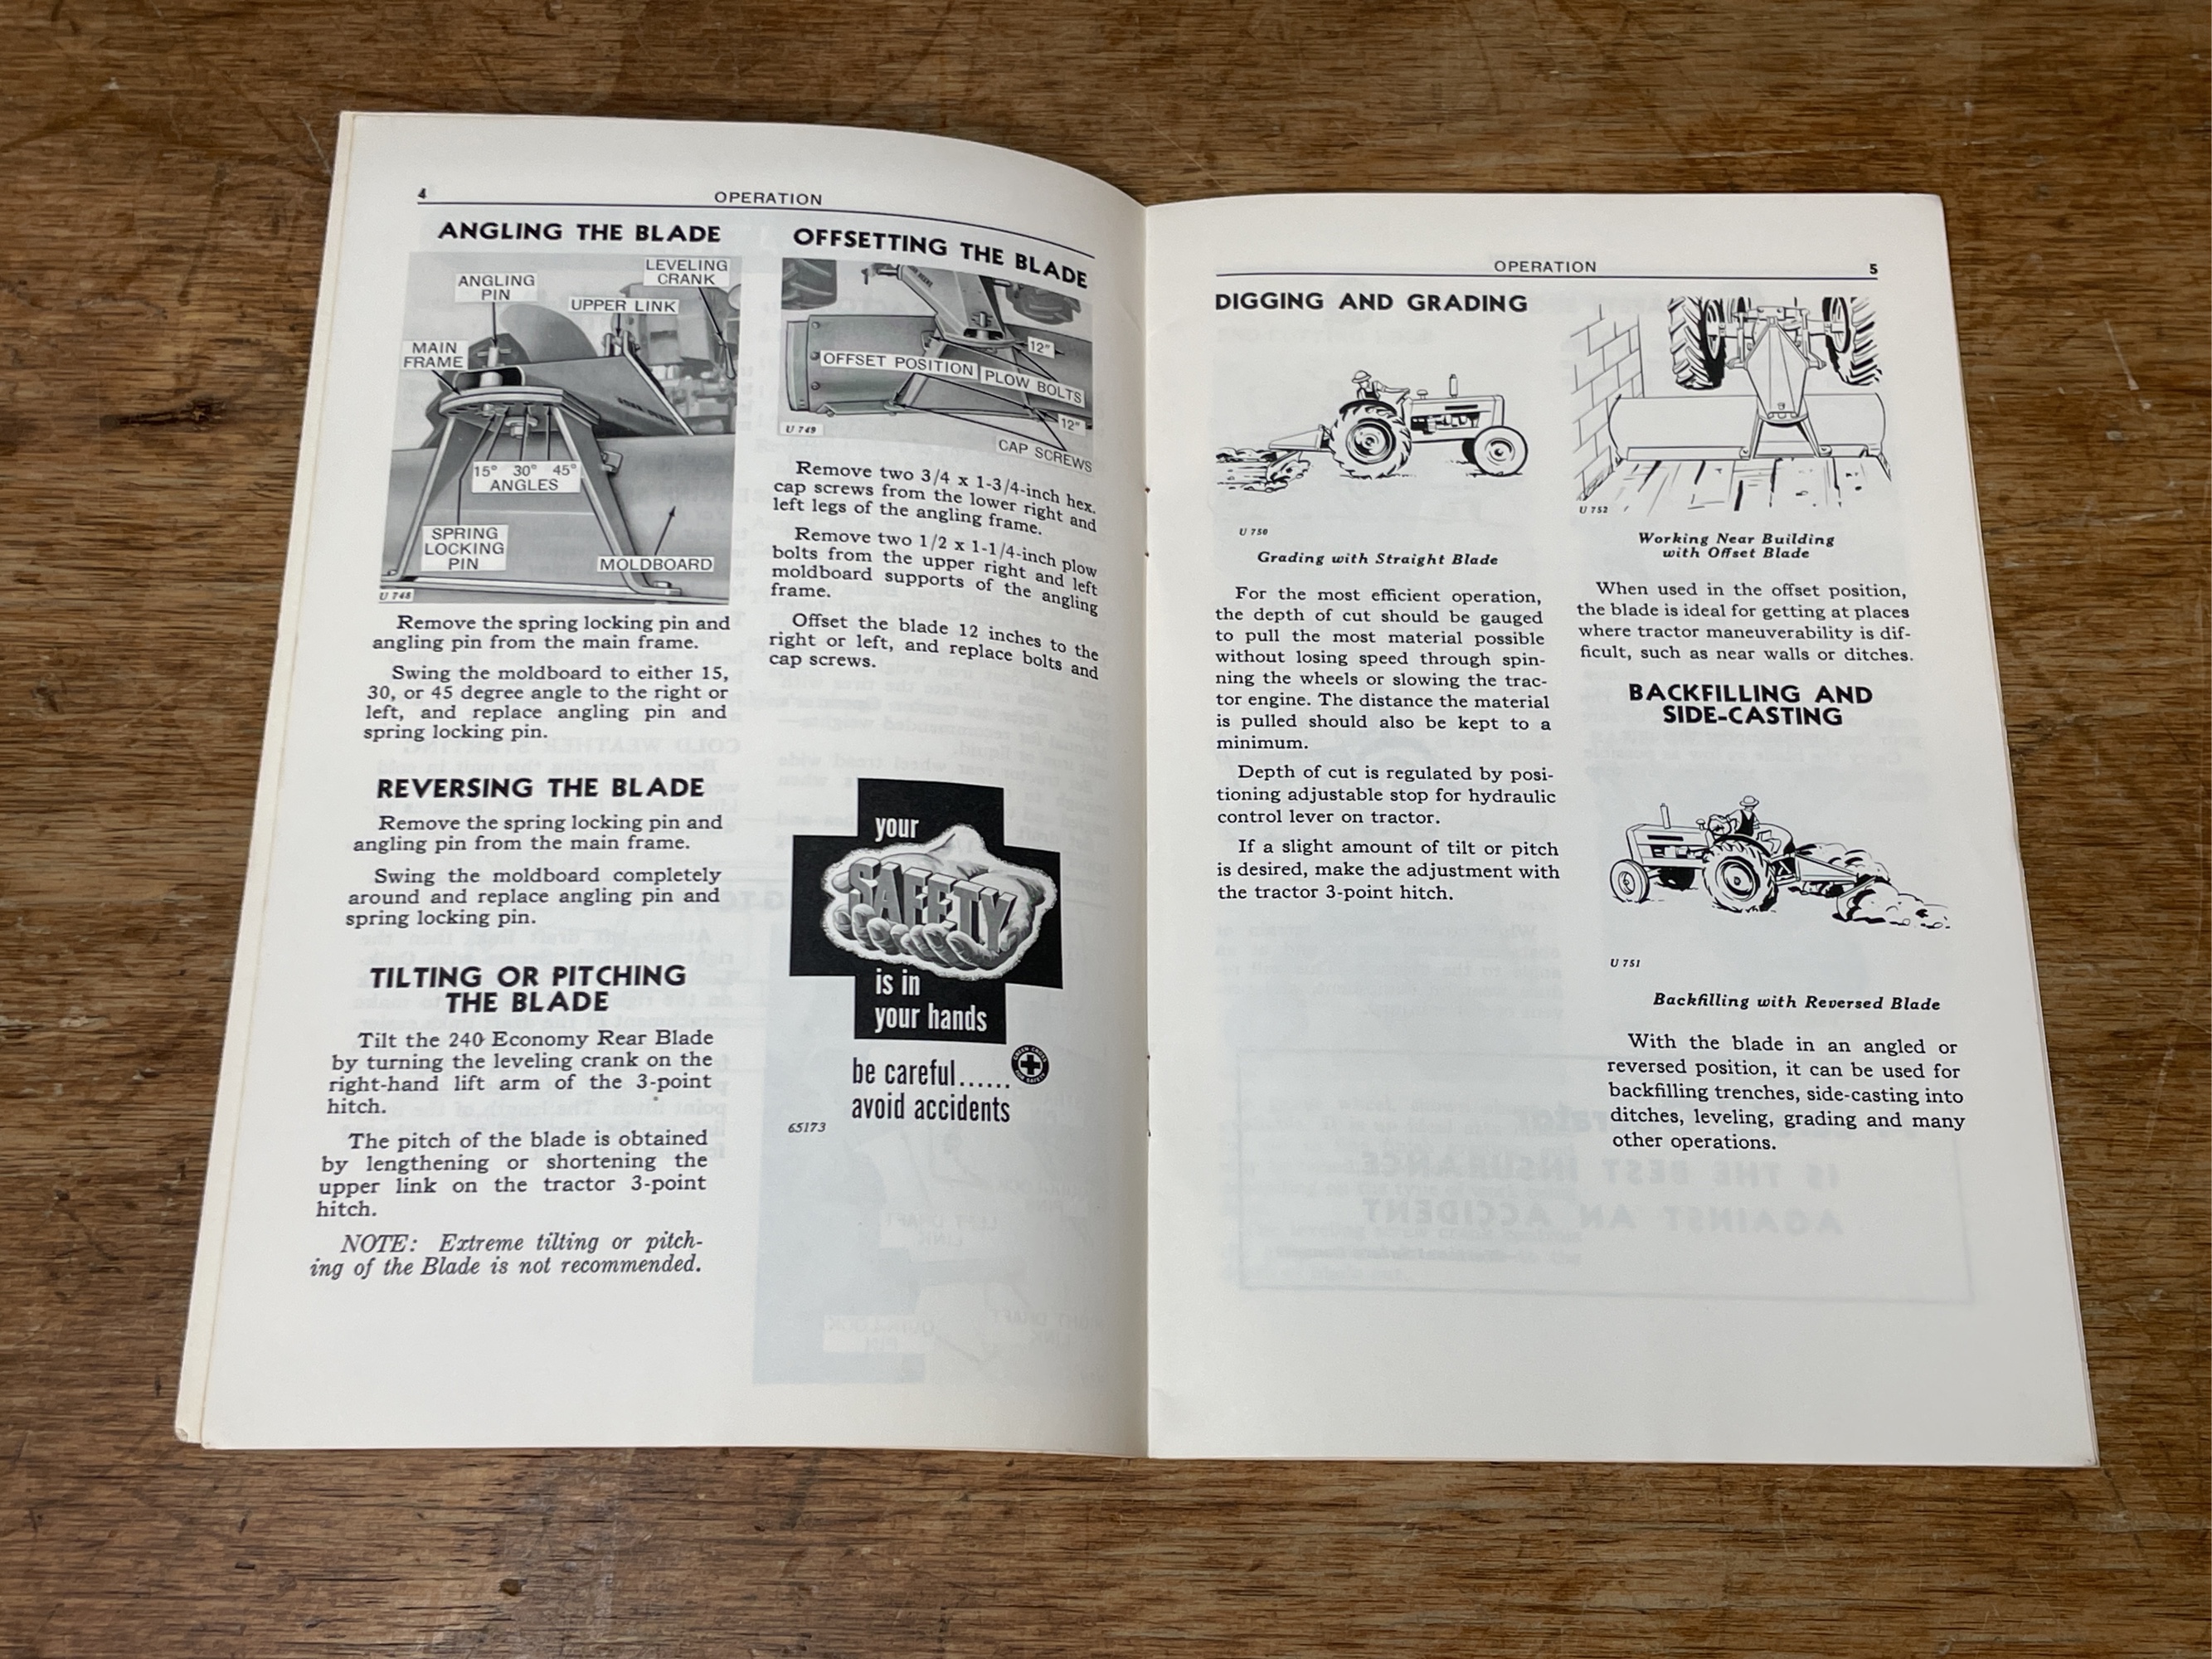 4
OPERATION
ANGLING THE BLADE
ANGLING
PIN
LEVELING
CRANK
UPPER LINK
MAIN
FRAME
15° 30° 45°
ANGLES
SPRING
LOCKING
PIN
MOLDBOARD
U 748
Remove the spring locking pin and
angling pin from the main frame.
Swing the moldboard to either 15,
30, or 45 degree angle to the right or
left, and replace angling pin and
spring locking pin.
REVERSING THE BLADE
Remove the spring locking pin and
angling pin from the main frame.
Swing the moldboard completely
around and replace angling pin and
spring locking pin.
TILTING OR PITCHING
THE BLADE
Tilt the 240 Economy Rear Blade
by turning the leveling crank on the
right-hand lift arm of the 3-point
hitch.
The pitch of the blade is obtained
by lengthening or shortening the
upper link on the tractor 3-point
hitch.
NOTE: Extreme tilting or pitch-
ing of the Blade is not recommended.
OFFSETTING THE BLADE
12"
OFFSET POSITION
PLOW BOLTS
12"
CAP SCREWS
U 749
Remove two 3/4 x 1-3/4-inch hex.
cap screws from the lower right and
left legs of the angling frame.
Remove two 1/2 x 1-1/4-inch plow
bolts from the upper right and left
moldboard supports of the angling
frame.
Offset the blade 12 inches to the
right or left, and replace bolts and
cap screws.
your
SAFETY
is in
your hands
be careful......
avoid accidents
65173
OPERATION
5
DIGGING AND GRADING
U 750
Grading with Straight Blade
For the most efficient operation,
the depth of cut should be gauged
to pull the most material possible
without losing speed through spin-
ning the wheels or slowing the trac-
tor engine. The distance the material
is pulled should also be kept to a
minimum.
Depth of cut is regulated by posi-
tioning adjustable stop for hydraulic
control lever on tractor.
If a slight amount of tilt or pitch
is desired, make the adjustment with
the tractor 3-point hitch.
U 752
Working Near Building
with Offset Blade
When used in the offset position,
the blade is ideal for getting at places
where tractor maneuverability is dif-
ficult, such as near walls or ditches.
BACKFILLING AND
SIDE-CASTING
U 751
Backfilling with Reversed Blade
With the blade in an angled or
reversed position, it can be used for
backfilling trenches, side-casting into
ditches, leveling, grading and many
other operations.